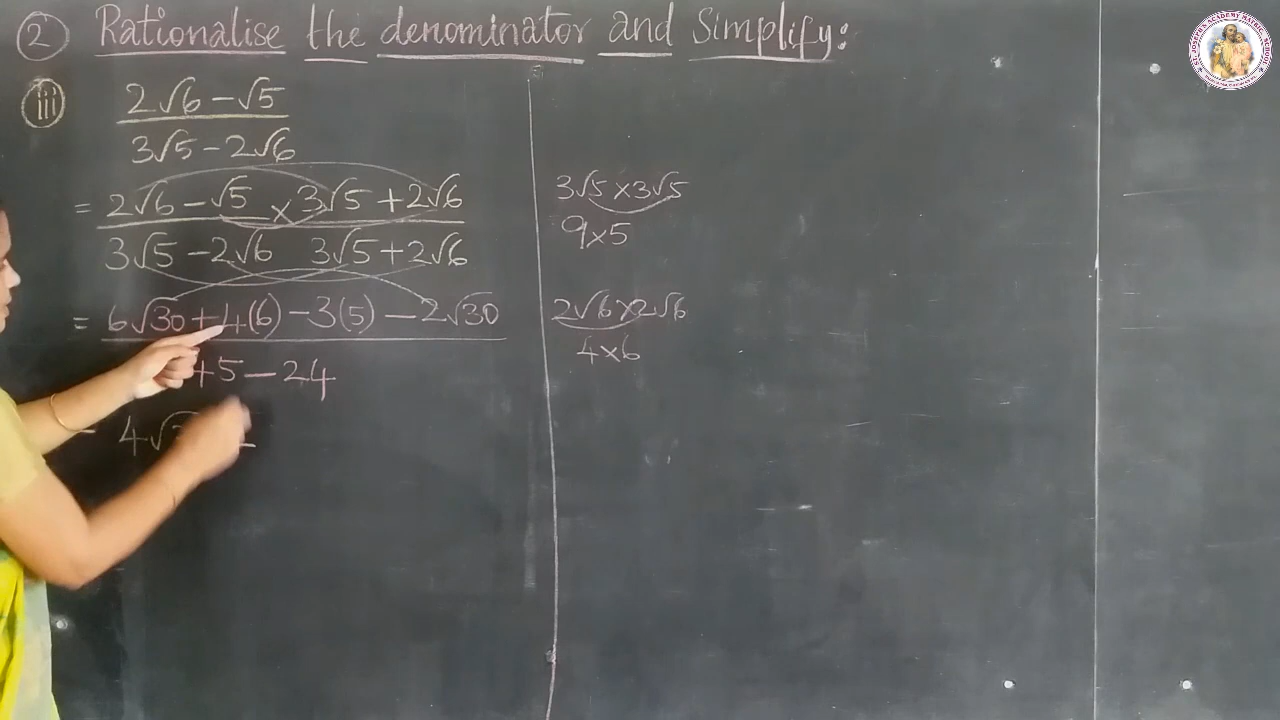 ② Rationalise the denominator and Simplify:
iii
2√6 – √5
3√5 – 2√6
= 2√6 – √5 × 3√5 + 2√6
3√5 – 2√6 3√5 + 2√6
= 6√30 + 4(6) – 3(5) – 2√30
+5 – 24
4√
3√5 × 3√5
9×5
2√6 × 2√6
4×6